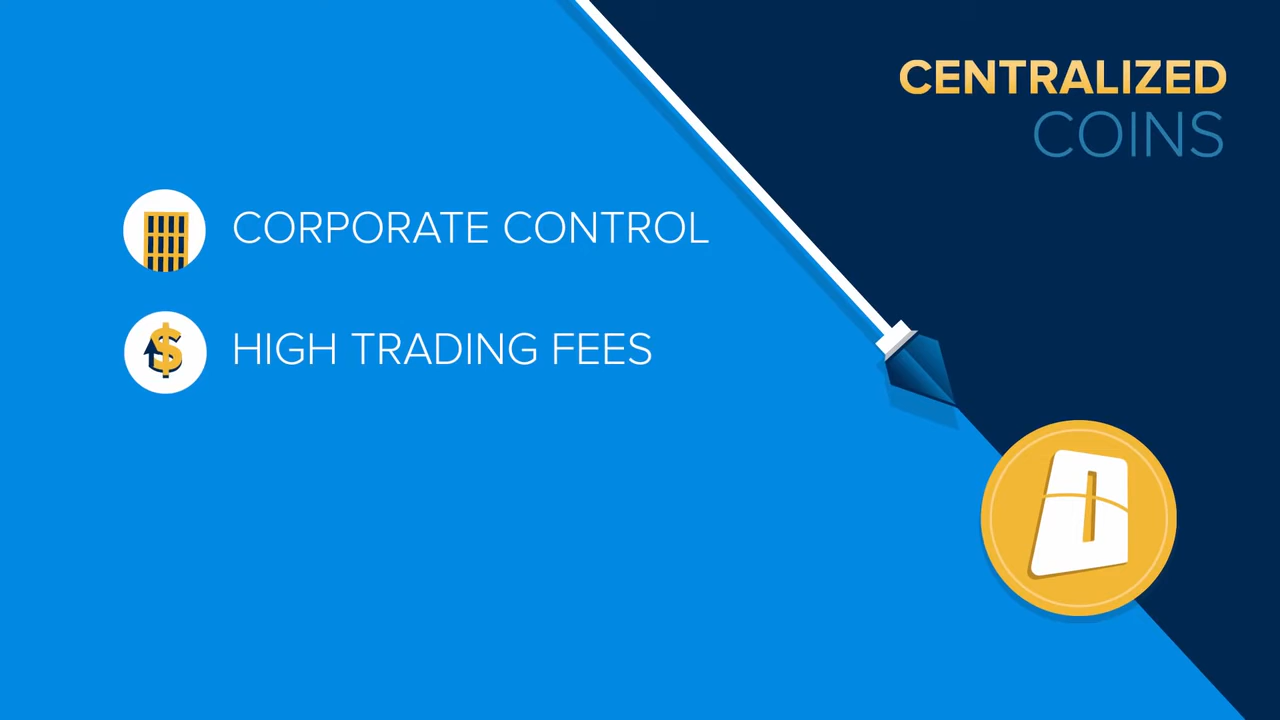 CENTRALIZED
COINS
CORPORATE CONTROL
$ HIGH TRADING FEES